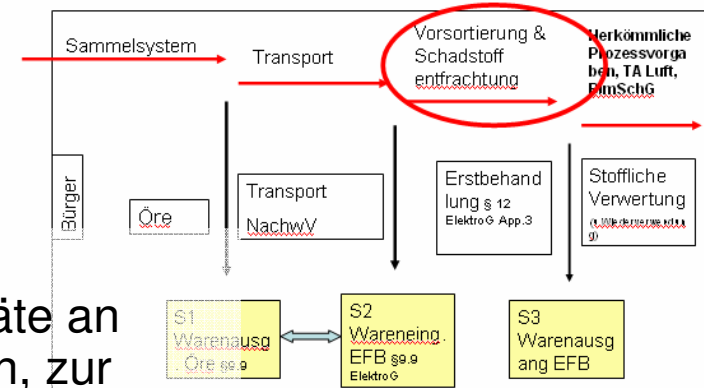 Sammelsystem
Transport
Vorsortierung &
Schadstoff
entfrachtung
Herkömmliche
Prozessvorga
ben, TA Luft,
BImSchG
Bürger
Öre
Transport
NachwV
Erstbehand
lung § 12
ElektroG App.3
Stoffliche
Verwertung
äte an
n, zur
S1
Warenausg
. Öre §9.9
S2
Wareneing.
EFB §9.9
ElektroG
S3
Warenausg
ang EFB